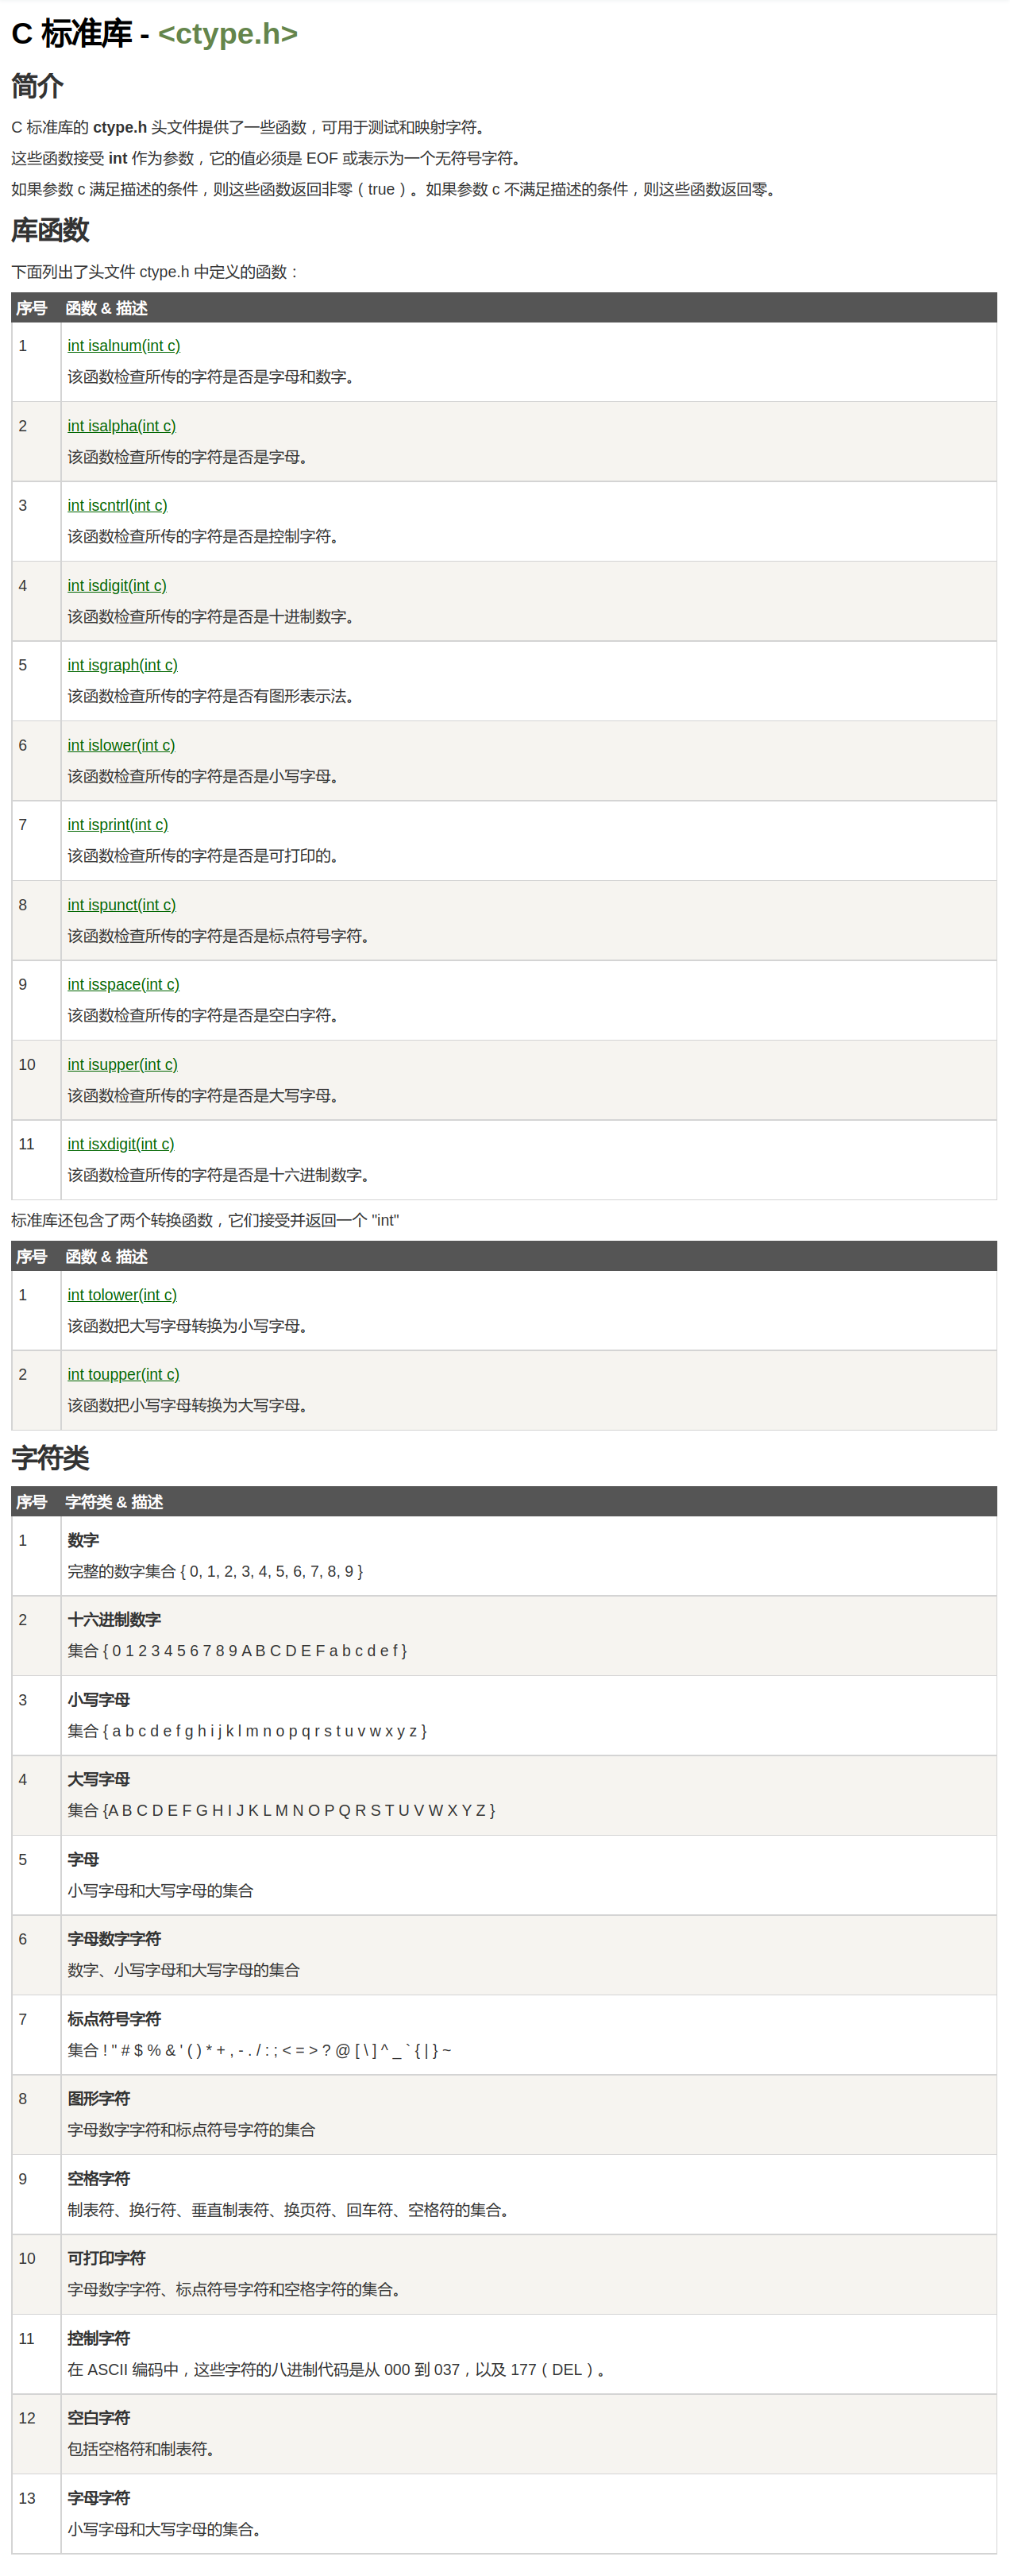 C 标准库 - <ctype.h>
简介
C 标准库的 ctype.h 头文件提供了一些函数，可用于测试和映射字符。
这些函数接受 int 作为参数，它的值必须是 EOF 或表示为一个无符号字符。
如果参数 c 满足描述的条件，则这些函数返回非零（true）。如果参数 c 不满足描述的条件，则这些函数返回零。
库函数
下面列出了头文件 ctype.h 中定义的函数：
序号 函数 & 描述
1 int isalnum(int c)
该函数检查所传的字符是否是字母和数字。
2 int isalpha(int c)
该函数检查所传的字符是否是字母。
3 int iscntrl(int c)
该函数检查所传的字符是否是控制字符。
4 int isdigit(int c)
该函数检查所传的字符是否是十进制数字。
5 int isgraph(int c)
该函数检查所传的字符是否有图形表示法。
6 int islower(int c)
该函数检查所传的字符是否是小写字母。
7 int isprint(int c)
该函数检查所传的字符是否是可打印的。
8 int ispunct(int c)
该函数检查所传的字符是否是标点符号字符。
9 int isspace(int c)
该函数检查所传的字符是否是空白字符。
10 int isupper(int c)
该函数检查所传的字符是否是大写字母。
11 int isxdigit(int c)
该函数检查所传的字符是否是十六进制数字。
标准库还包含了两个转换函数，它们接受并返回一个 "int"
序号 函数 & 描述
1 int tolower(int c)
该函数把大写字母转换为小写字母。
2 int toupper(int c)
该函数把小写字母转换为大写字母。
字符类
序号 字符类 & 描述
1 数字
完整的数字集合 { 0, 1, 2, 3, 4, 5, 6, 7, 8, 9 }
2 十六进制数字
集合 { 0 1 2 3 4 5 6 7 8 9 A B C D E F a b c d e f }
3 小写字母
集合 { a b c d e f g h i j k l m n o p q r s t u v w x y z }
4 大写字母
集合 {A B C D E F G H I J K L M N O P Q R S T U V W X Y Z }
5 字母
小写字母和大写字母的集合
6 字母数字字符
数字、小写字母和大写字母的集合
7 标点符号字符
集合 ! " # $ % & ' ( ) * + , - . / : ; < = > ? @ [ \ ] ^ _ ` { | } ~
8 图形字符
字母数字字符和标点符号字符的集合
9 空格字符
制表符、换行符、垂直制表符、换页符、回车符、空格符的集合。
10 可打印字符
字母数字字符、标点符号字符和空格字符的集合。
11 控制字符
在 ASCII 编码中，这些字符的八进制代码是从 000 到 037，以及 177（DEL）。
12 空白字符
包括空格符和制表符。
13 字母字符
小写字母和大写字母的集合。